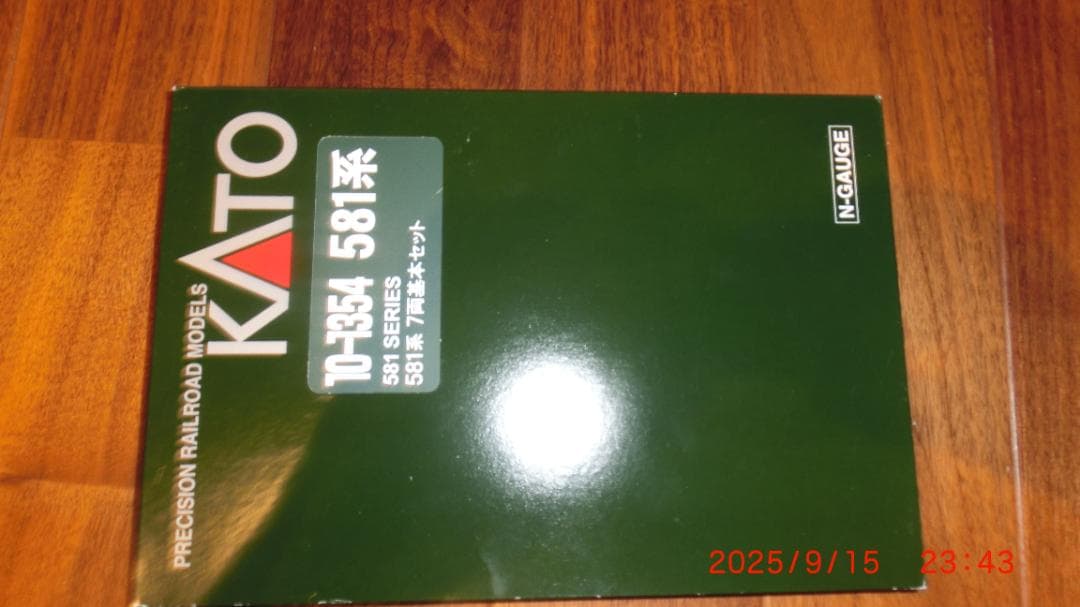 PRECISION RAILROAD MODELS
KATO
10-1354 581系
581 SERIES
581系 7両基本セット
N-GAUGE
2025/9/15 23:43